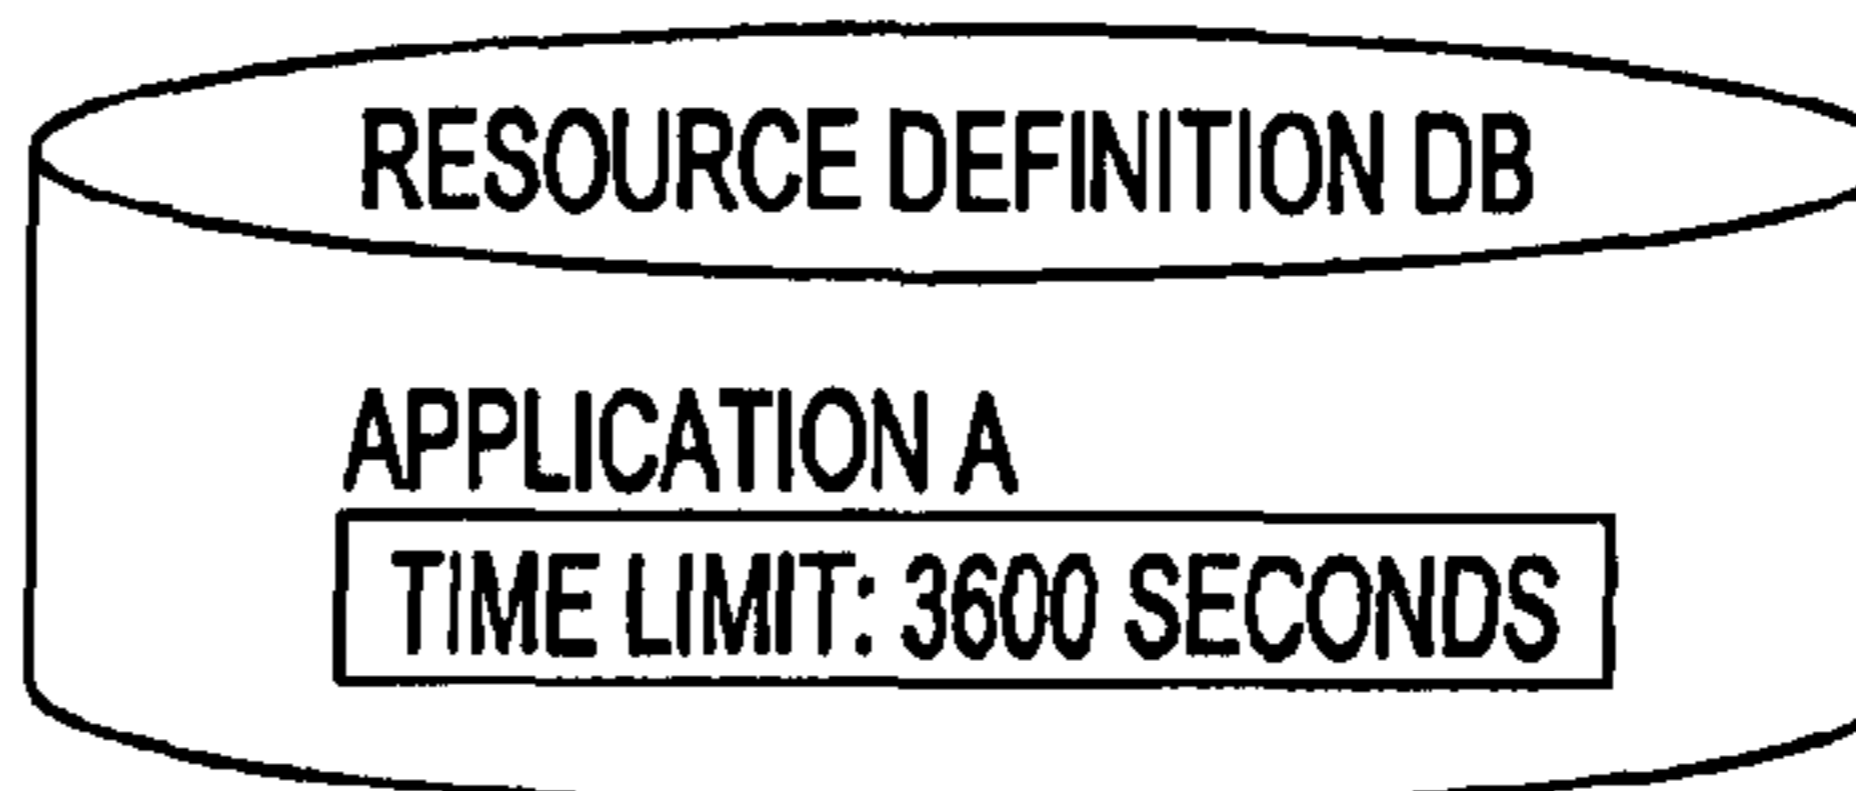 RESOURCE DEFINITION DB
APPLICATION A
TIME LIMIT: 3600 SECONDS